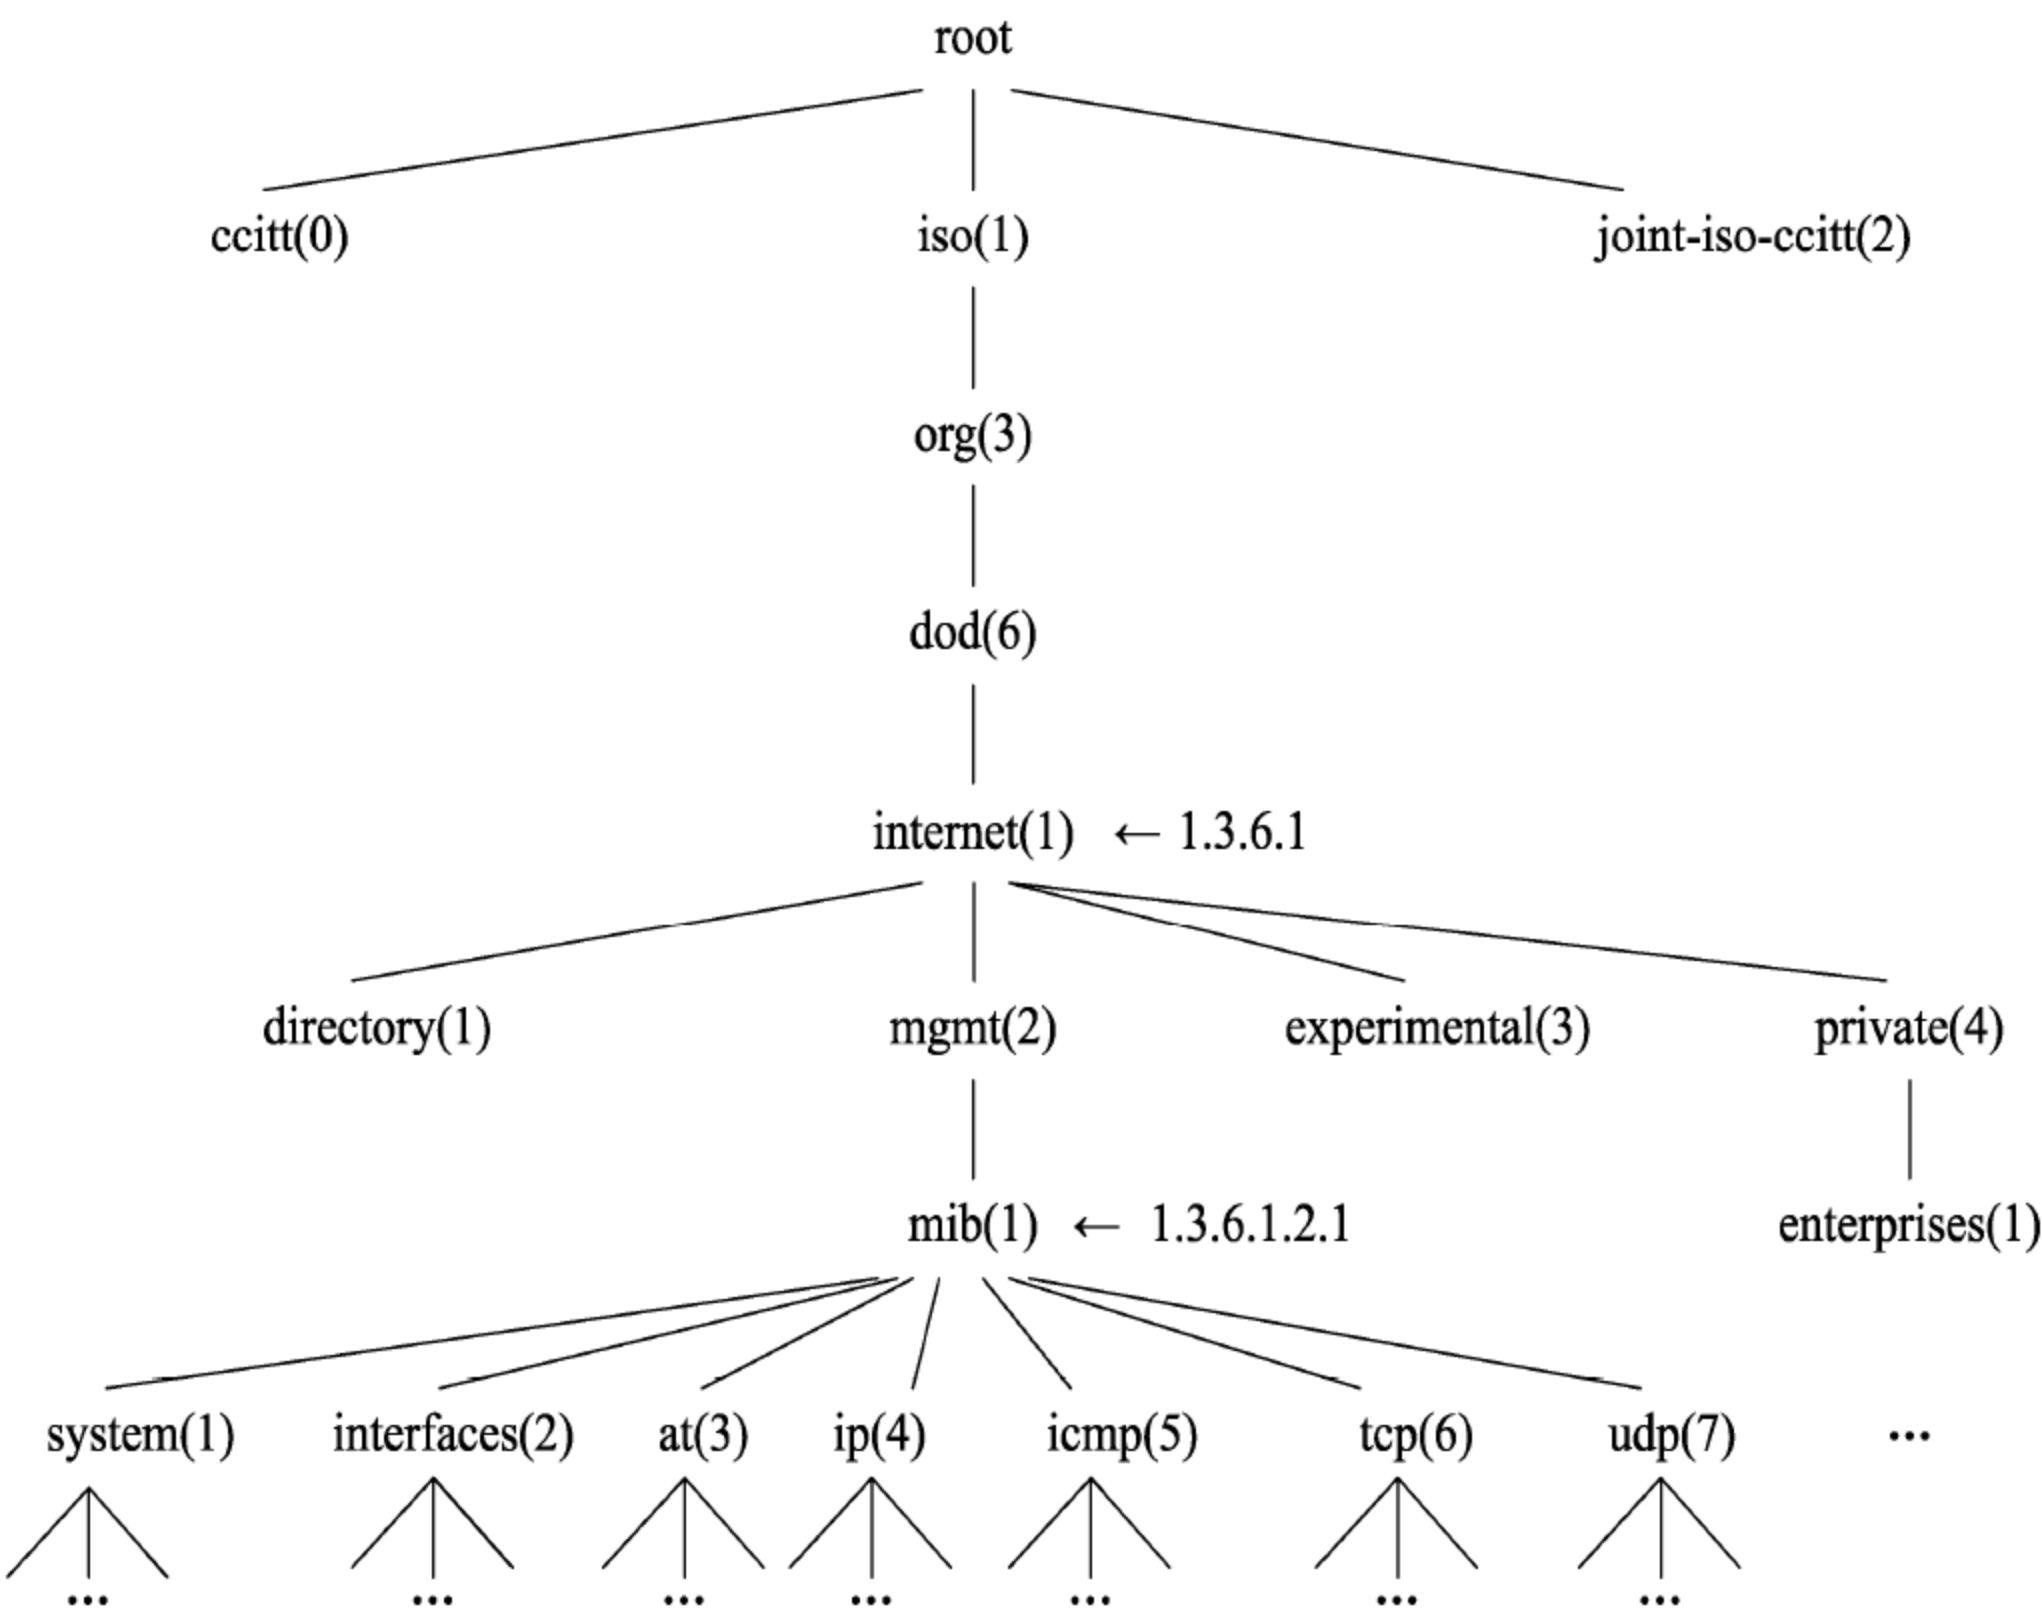 root
ccitt(0) iso(1) joint-iso-ccitt(2)
org(3)
dod(6)
internet(1) ← 1.3.6.1
directory(1) mgmt(2) experimental(3) private(4)
mib(1) ← 1.3.6.1.2.1 enterprises(1)
system(1) interfaces(2) at(3) ip(4) icmp(5) tcp(6) udp(7) ...
... ... ... ... ... ... ...